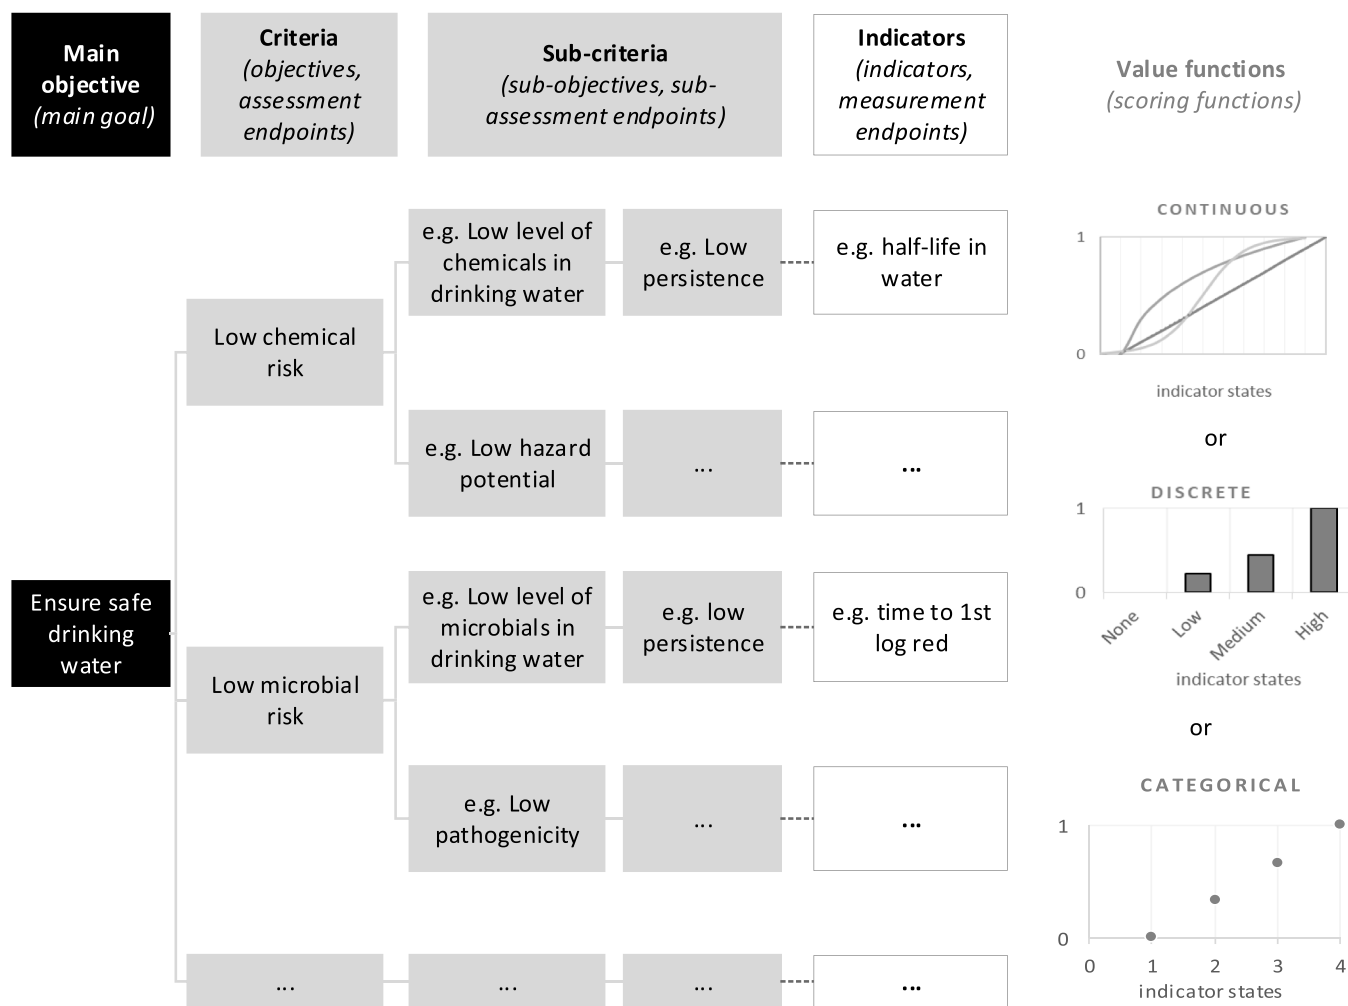 Main
objective
(main goal)
Criteria
(objectives,
assessment
endpoints)
Sub-criteria
(sub-objectives, sub-
assessment endpoints)
Indicators
(indicators,
measurement
endpoints)
Value functions
(scoring functions)
Ensure safe
drinking
water
Low chemical
risk
e.g. Low level of
chemicals in
drinking water
e.g. Low
persistence
e.g. half-life in
water
e.g. Low hazard
potential
...
...
Low microbial
risk
e.g. Low level of
microbials in
drinking water
e.g. low
persistence
e.g. time to 1st
log red
e.g. Low
pathogenicity
...
...
...
...
...
...
CONTINUOUS
1
0
indicator states
or
DISCRETE
1
0
None
Low
Medium
High
indicator states
or
CATEGORICAL
1
0
0 1 2 3 4
indicator states